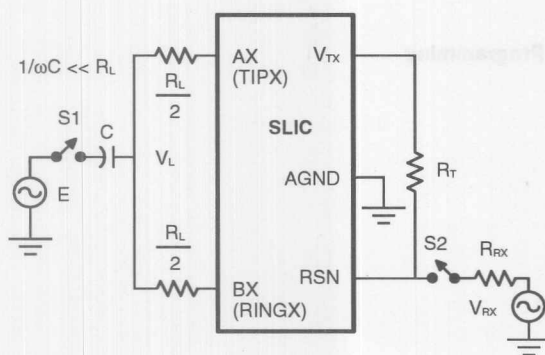 1/ωC << RL
S1
C
E
VL
RL
2
RL
2
AX
(TIPX)
SLIC
BX
(RINGX)
VTX
AGND
RSN
RT
S2
RRX
VRX